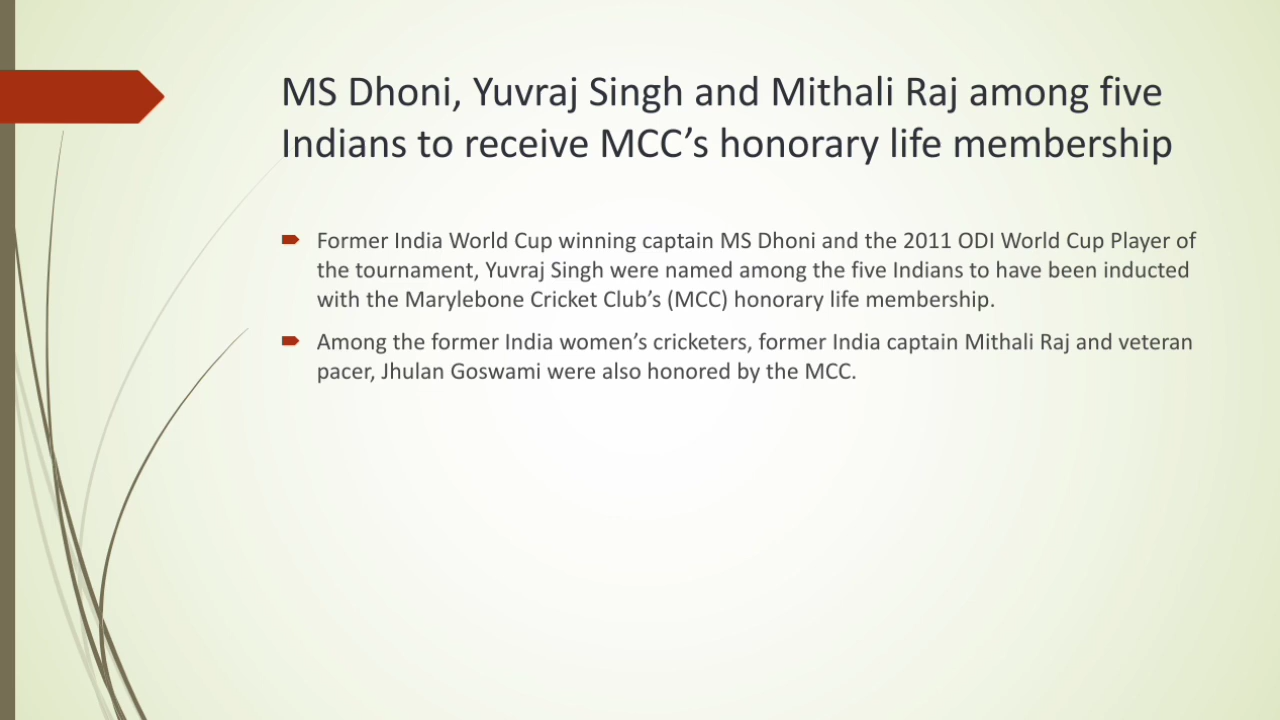 MS Dhoni, Yuvraj Singh and Mithali Raj among five
Indians to receive MCC’s honorary life membership
Former India World Cup winning captain MS Dhoni and the 2011 ODI World Cup Player of
the tournament, Yuvraj Singh were named among the five Indians to have been inducted
with the Marylebone Cricket Club’s (MCC) honorary life membership.
Among the former India women’s cricketers, former India captain Mithali Raj and veteran
pacer, Jhulan Goswami were also honored by the MCC.